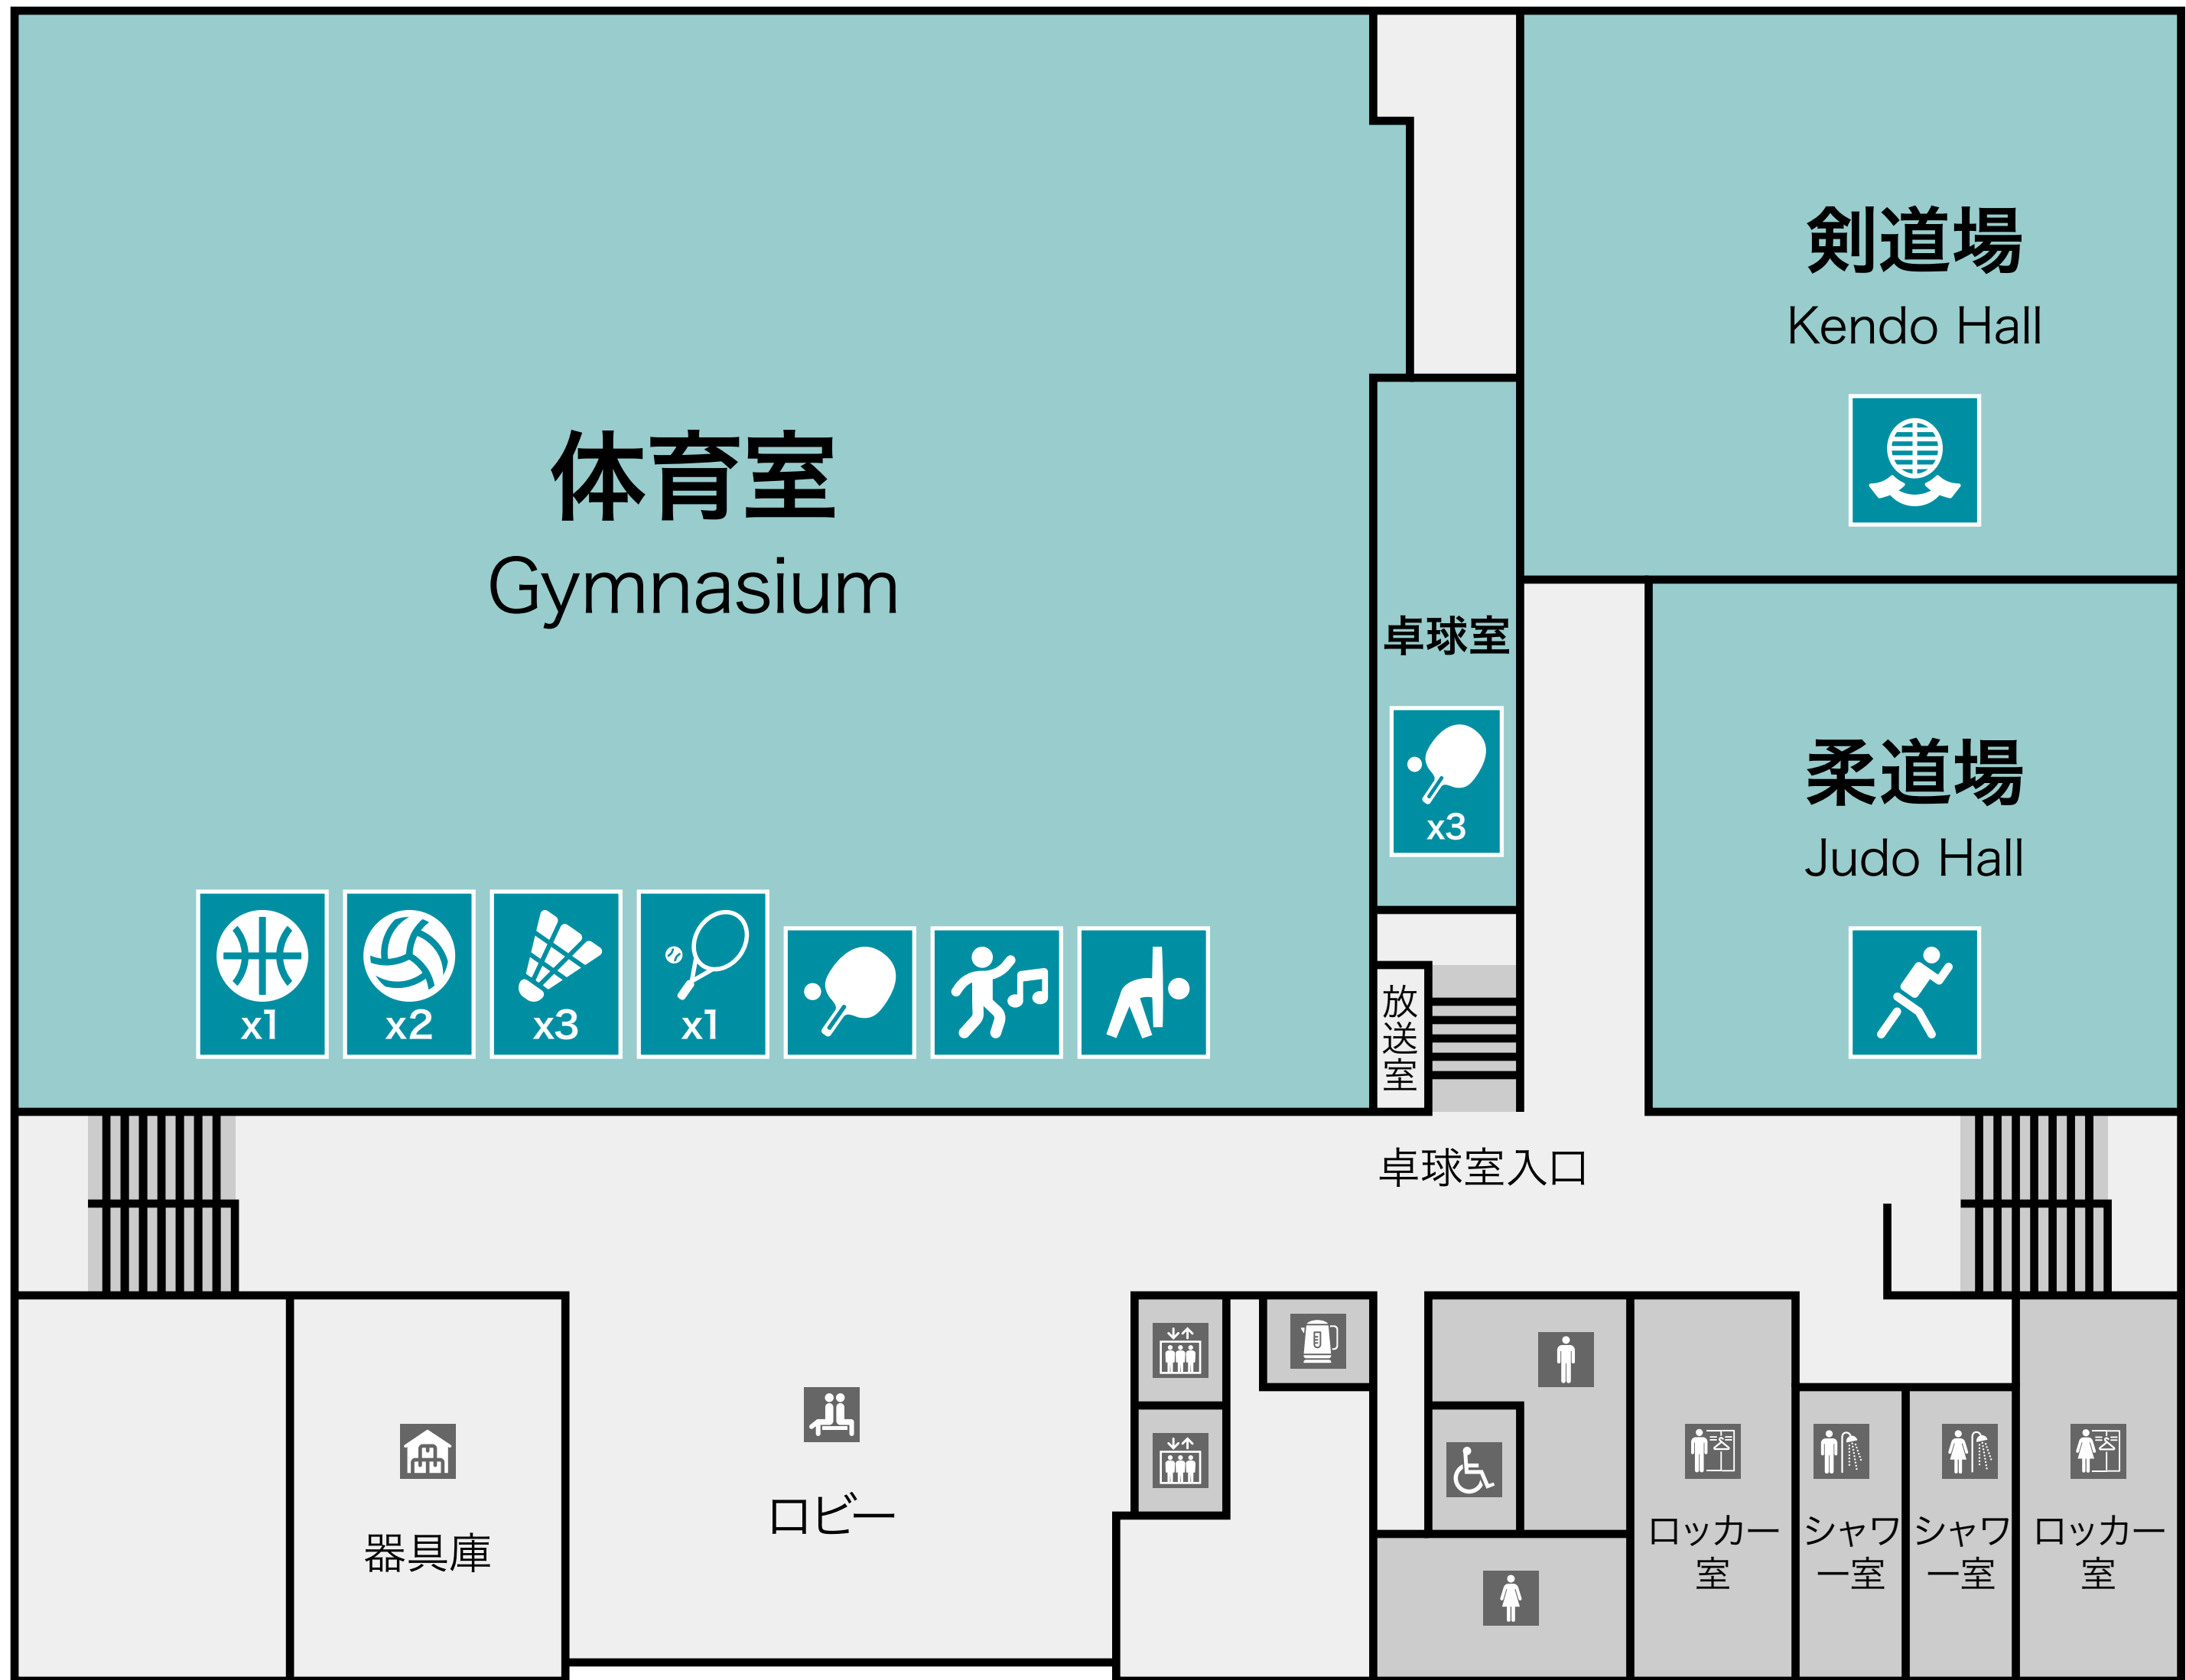 剣道場
Kendo Hall
体育室
Gymnasium
卓球室
x3
柔道場
Judo Hall
x1
x2
x3
x1
放送室
卓球室入口
ロビー
器具庫
ロッカー
室
シャワ
ー室
シャワ
ー室
ロッカー
室